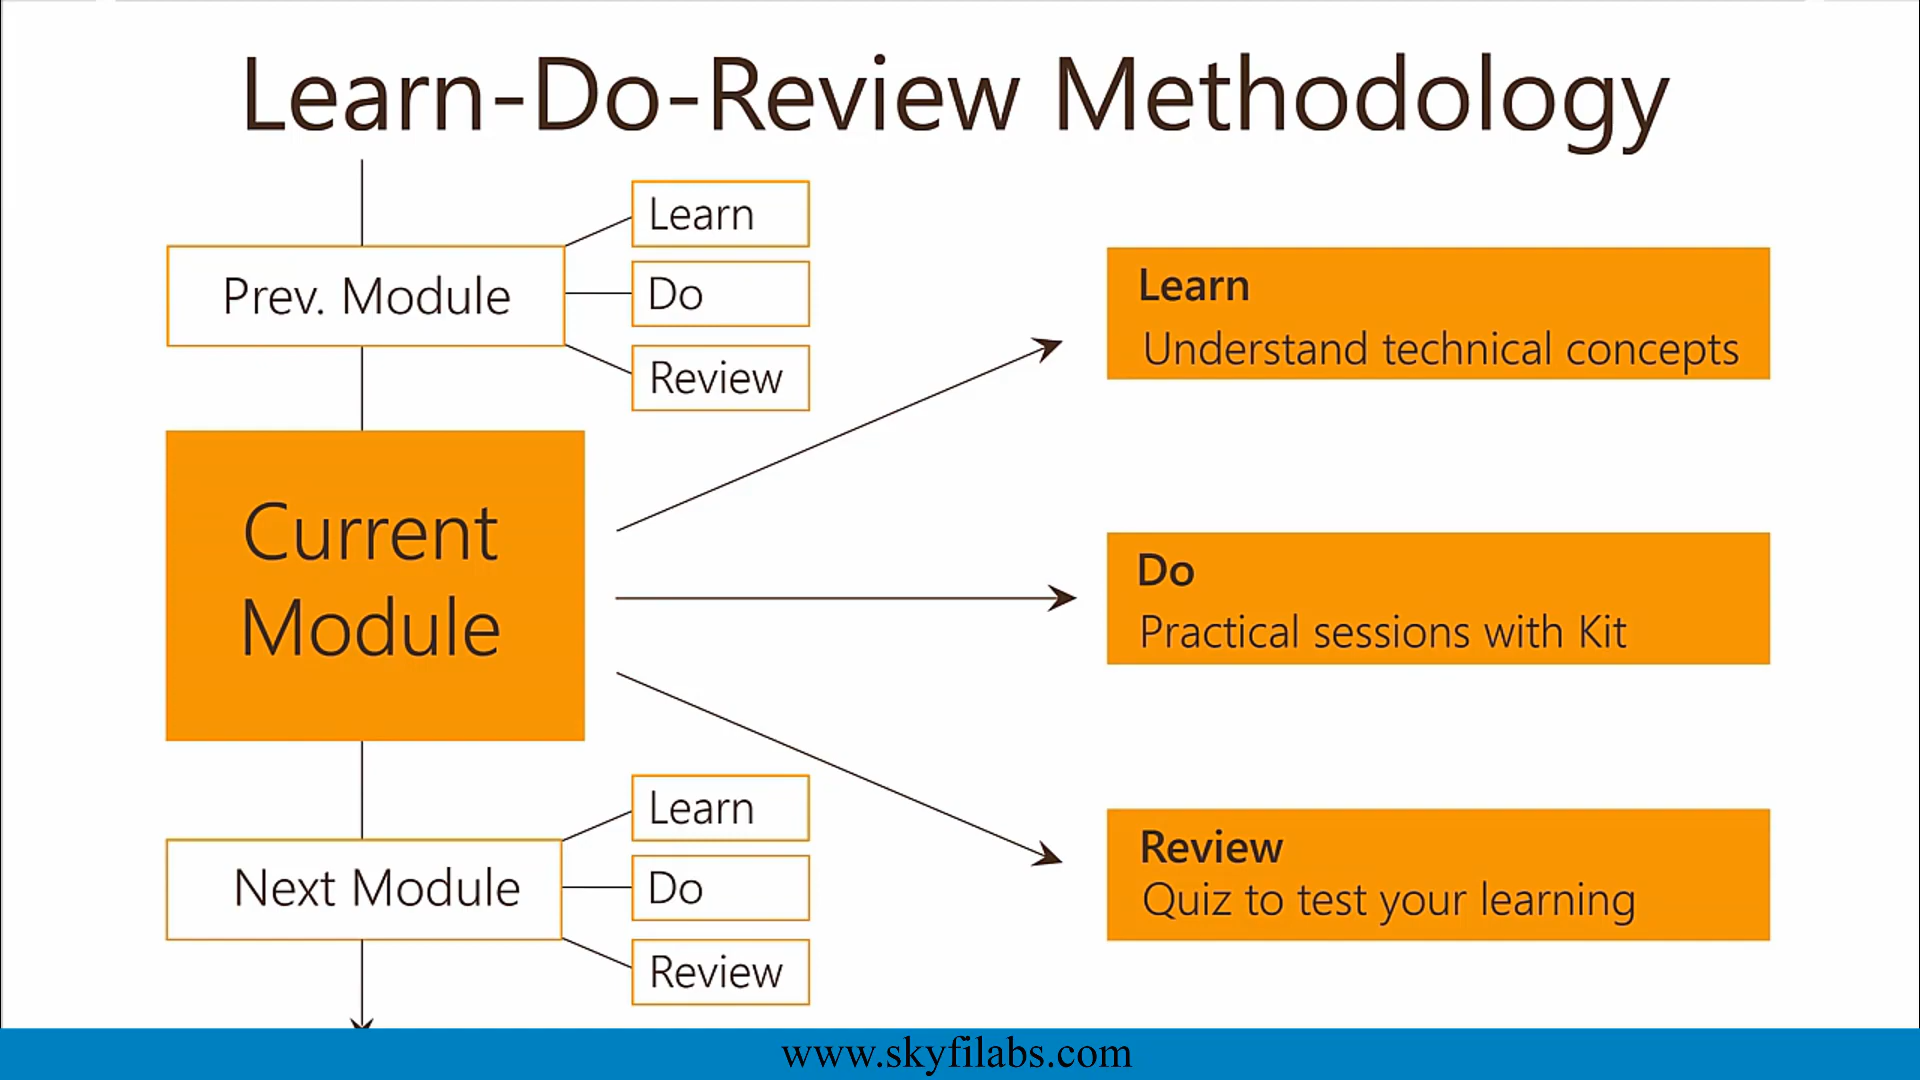 Learn-Do-Review Methodology
Prev. Module
Learn
Do
Review
Current
Module
Learn
Understand technical concepts
Do
Practical sessions with Kit
Review
Quiz to test your learning
Next Module
Learn
Do
Review
www.skyfilabs.com